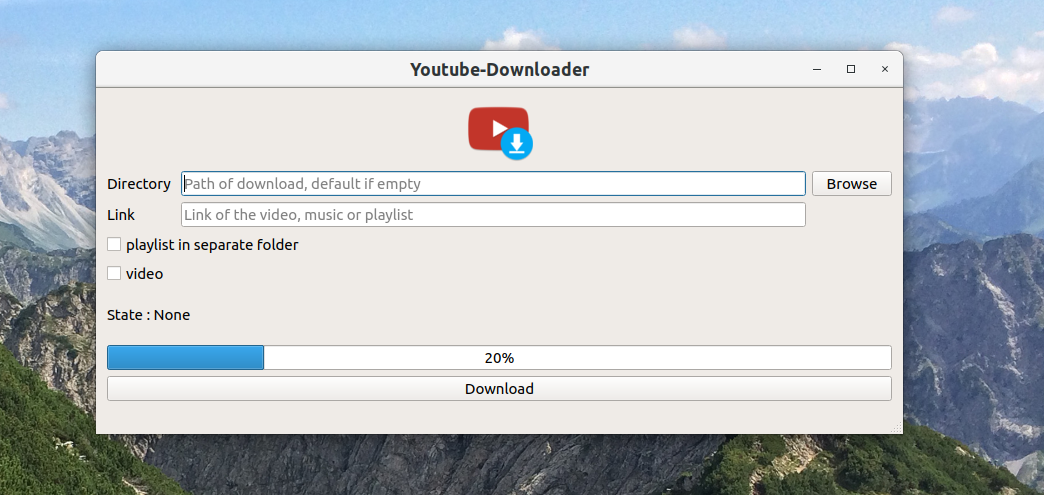 Youtube-Downloader
Directory Path of download, default if empty Browse
Link Link of the video, music or playlist
playlist in separate folder
video
State : None
20%
Download